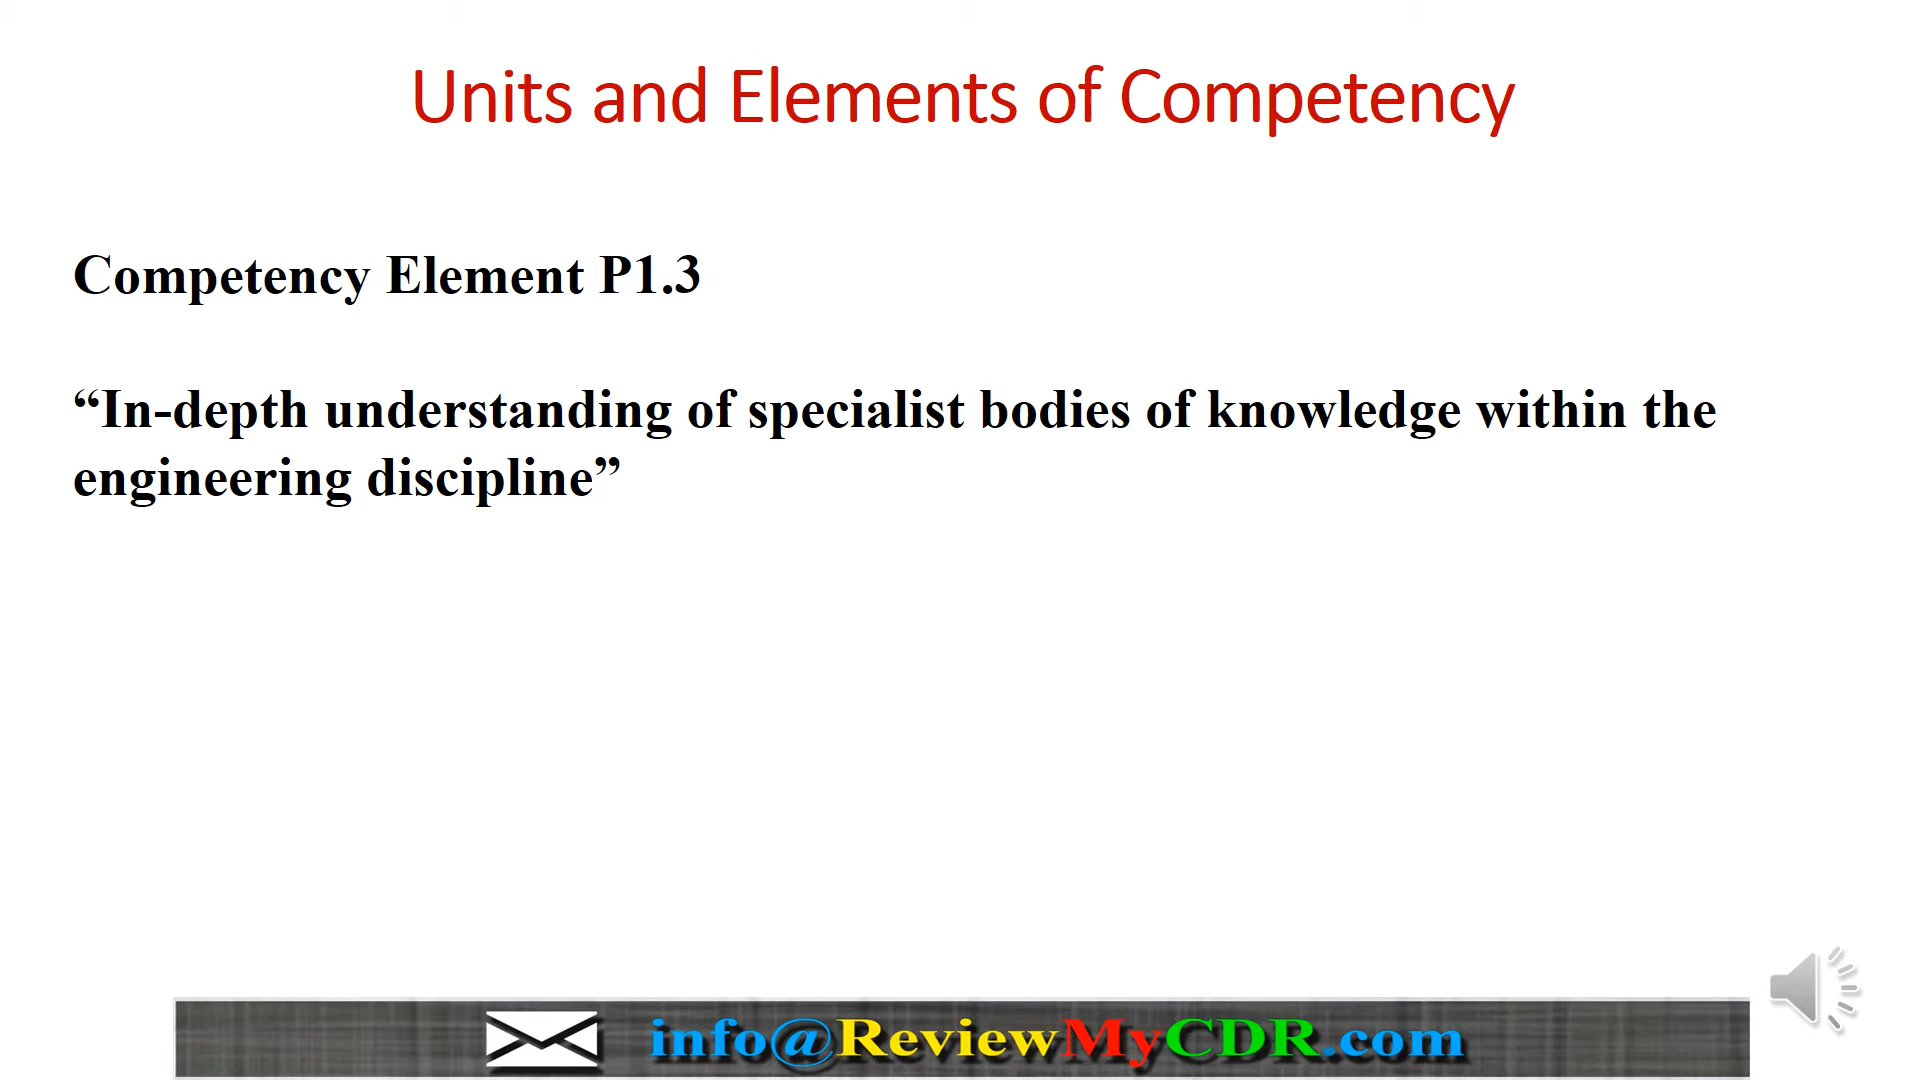 Units and Elements of Competency
Competency Element P1.3
“In-depth understanding of specialist bodies of knowledge within the
engineering discipline”
info@ReviewMyCDR.com